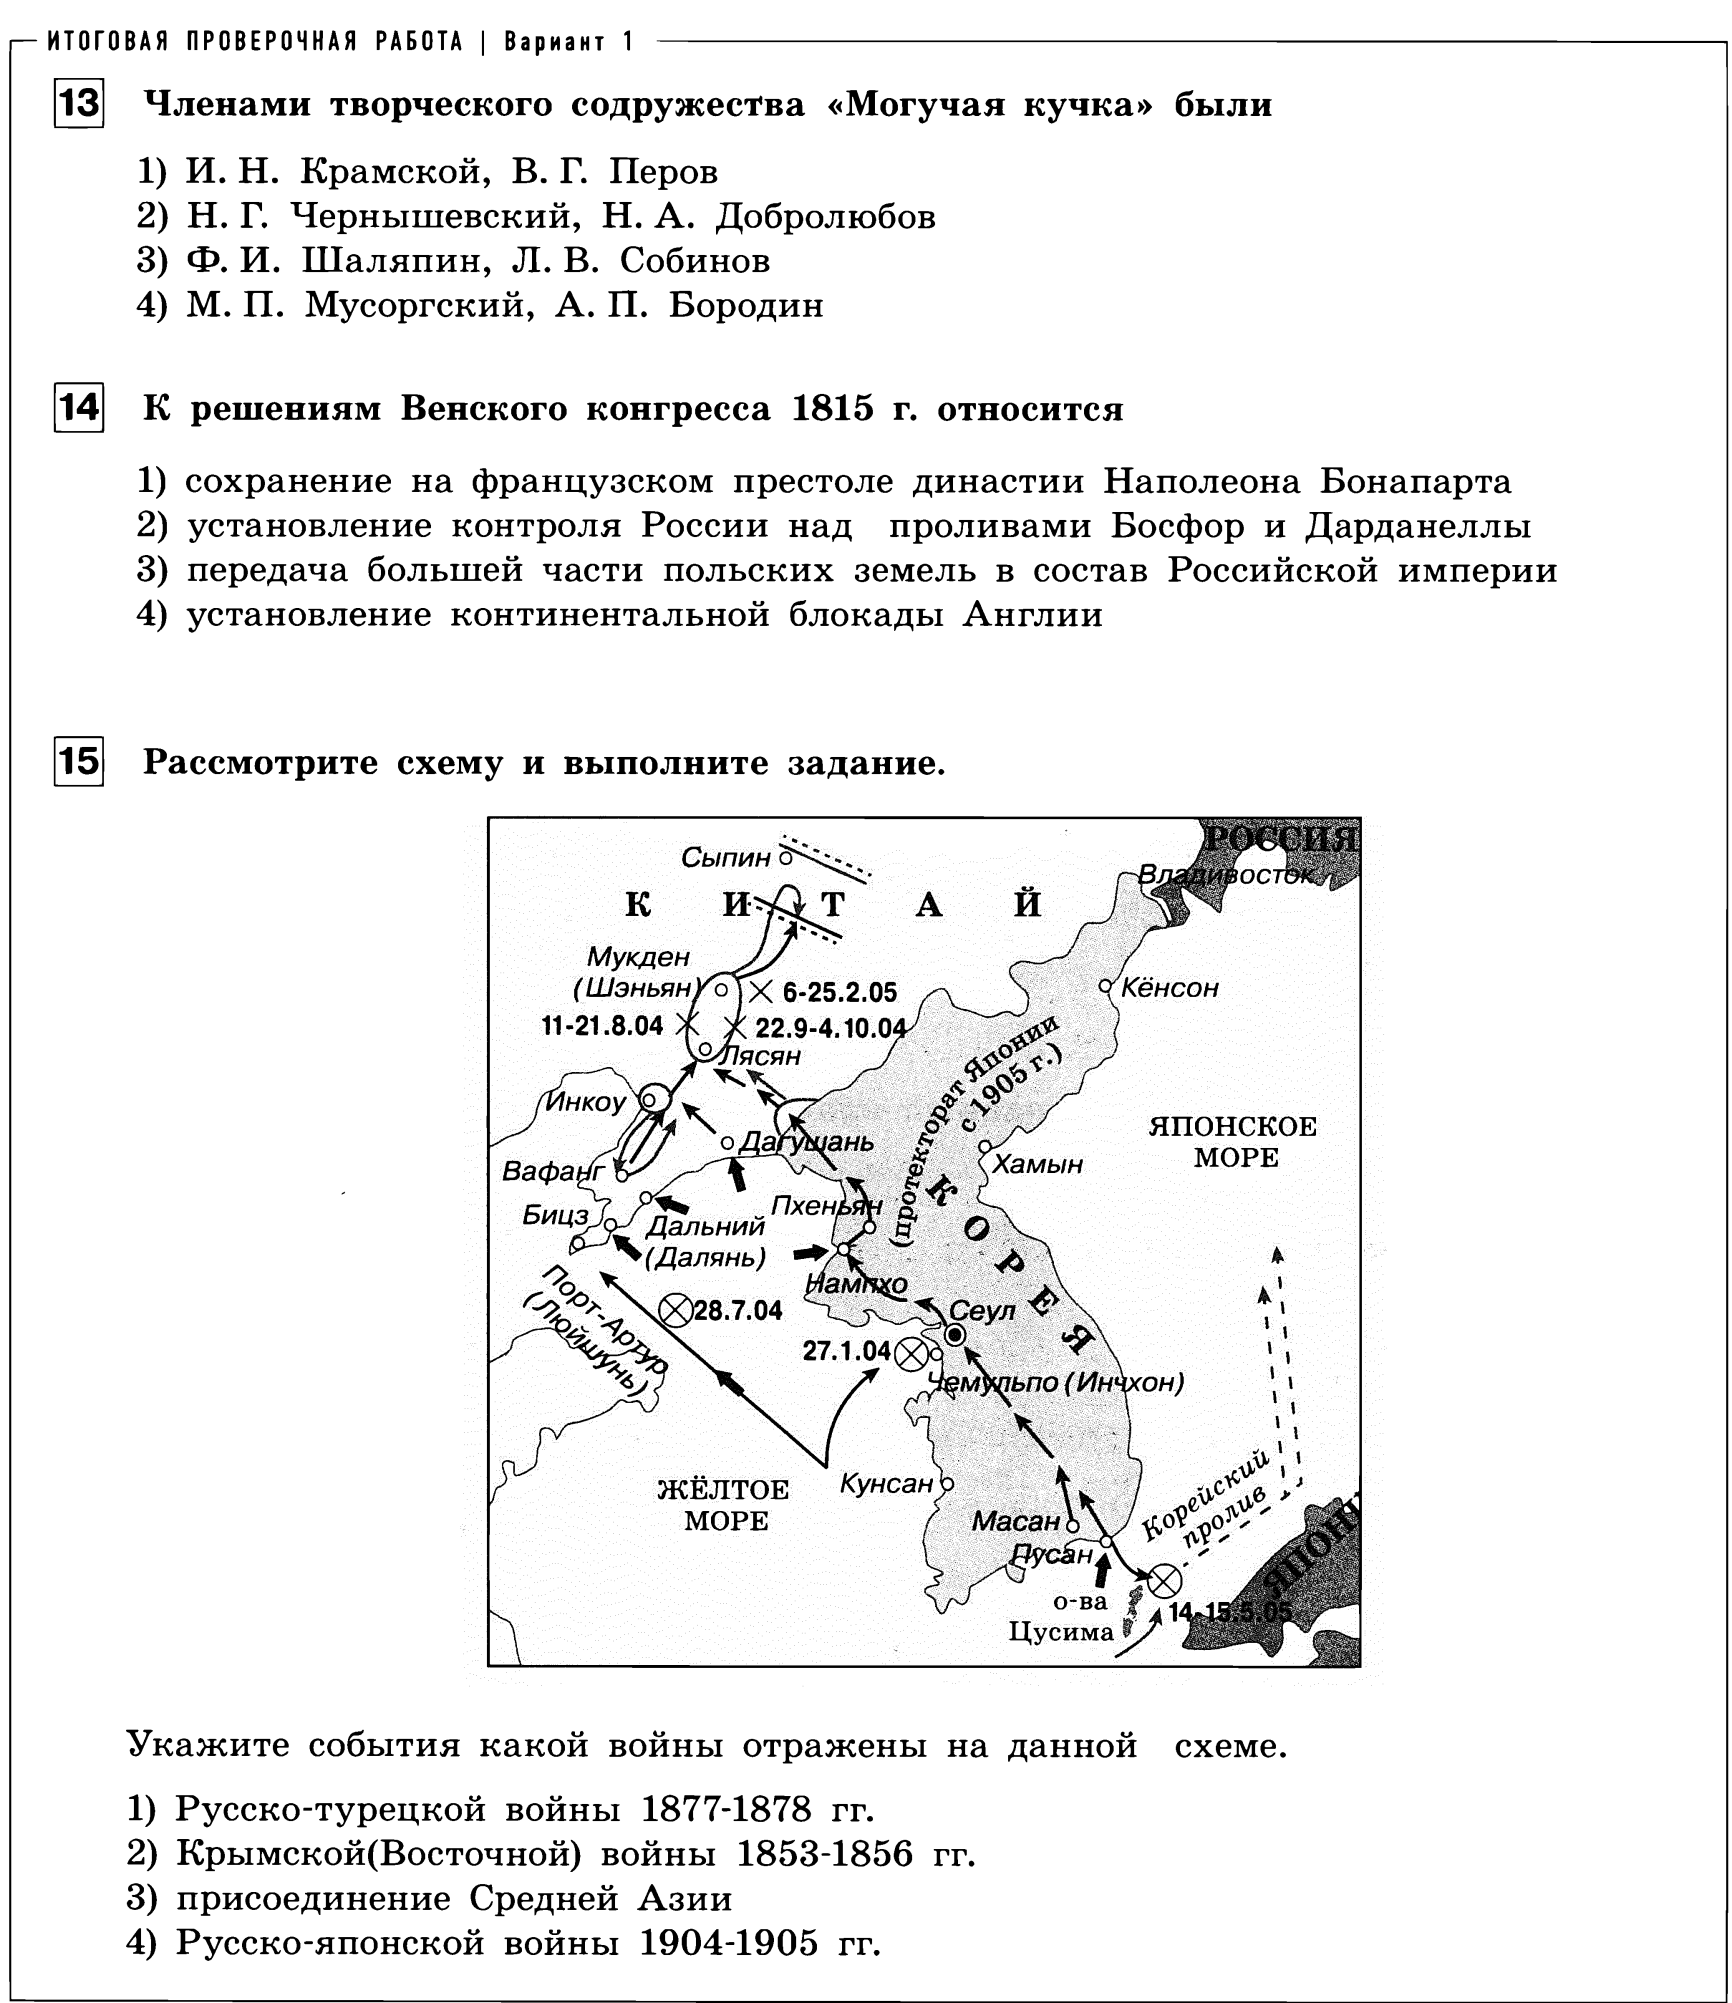 ИТОГОВАЯ ПРОВЕРОЧНАЯ РАБОТА | Вариант 1
13 Членами творческого содружества «Могучая кучка» были
1) И. Н. Крамской, В. Г. Перов
2) Н. Г. Чернышевский, Н. А. Добролюбов
3) Ф. И. Шаляпин, Л. В. Собинов
4) М. П. Мусоргский, А. П. Бородин
14 К решениям Венского конгресса 1815 г. относится
1) сохранение на французском престоле династии Наполеона Бонапарта
2) установление контроля России над проливами Босфор и Дарданеллы
3) передача большей части польских земель в состав Российской империи
4) установление континентальной блокады Англии
15 Рассмотрите схему и выполните задание.
РОССИЯ
Сыпин
Владивосток
КИТАЙ
Мукден
(Шэньян)
6-25.2.05
Кёнсон
11-21.8.04
22.9-4.10.04
Лясян
(протекторат Японии
с 1905 г.)
Инкоу
ЯПОНСКОЕ
МОРЕ
Дагушань
Хамын
Вафанг
Пхеньян
КОРЕЯ
Бицз
Дальний
(Далянь)
Нампхо
Порт-Артур
(Люйшунь)
28.7.04
Сеул
27.1.04
Чемульпо (Инчхон)
Кунсан
ЖЁЛТОЕ
МОРЕ
Корейский
пролив
Масан
Пусан
ЯПОНИ
о-ва
Цусима
14-15.5.05
Укажите события какой войны отражены на данной схеме.
1) Русско-турецкой войны 1877-1878 гг.
2) Крымской(Восточной) войны 1853-1856 гг.
3) присоединение Средней Азии
4) Русско-японской войны 1904-1905 гг.